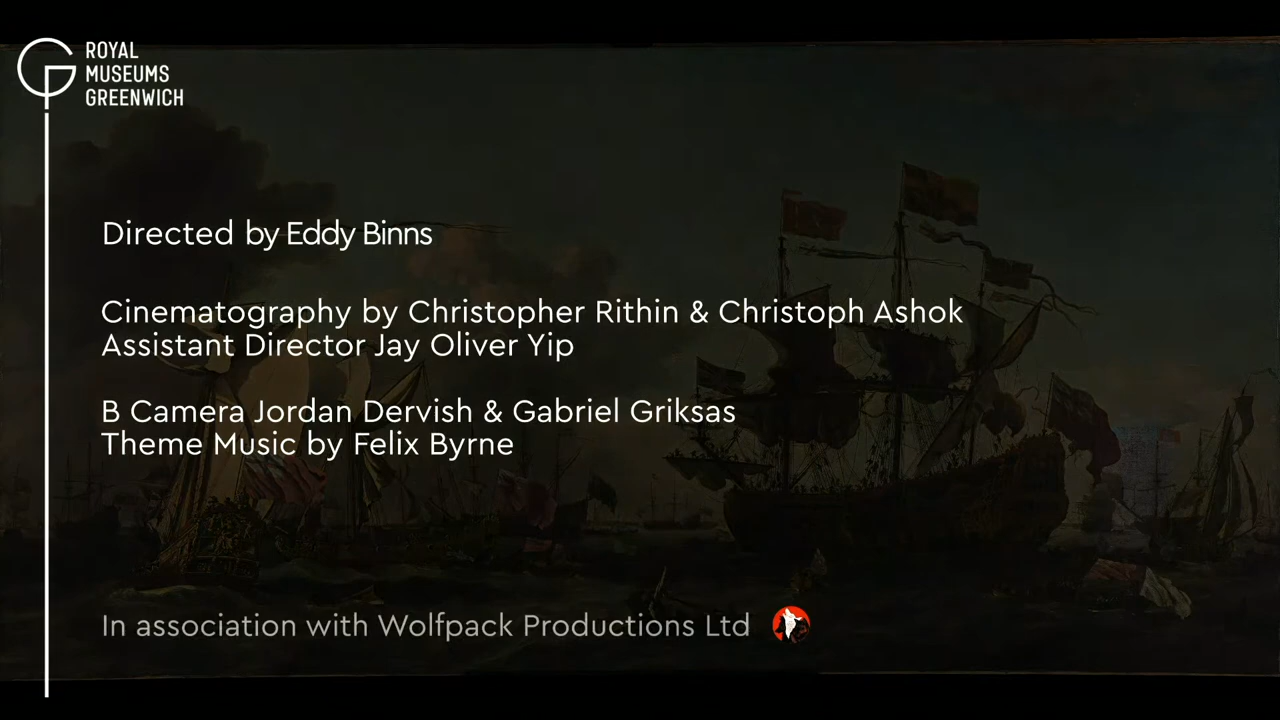 ROYAL
MUSEUMS
GREENWICH
Directed by Eddy Binns
Cinematography by Christopher Rithin & Christoph Ashok
Assistant Director Jay Oliver Yip
B Camera Jordan Dervish & Gabriel Griksas
Theme Music by Felix Byrne
In association with Wolfpack Productions Ltd